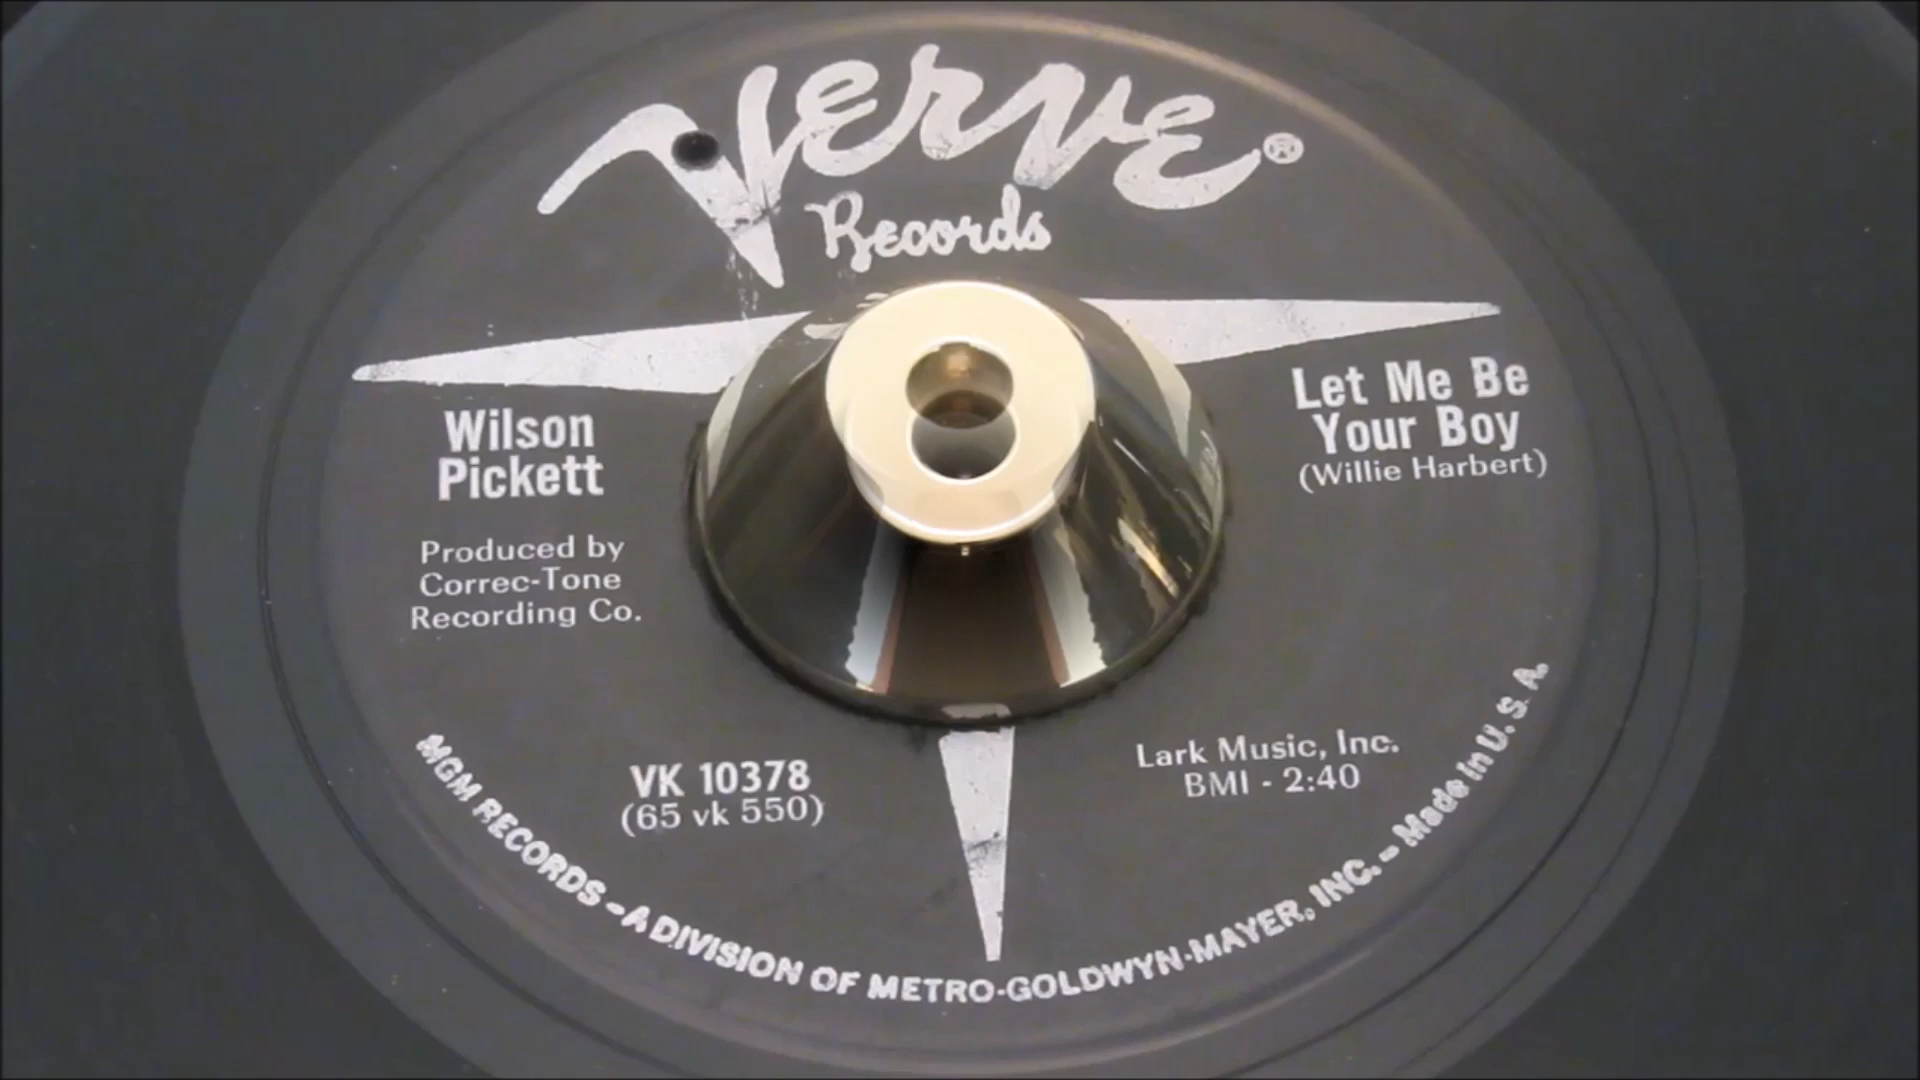 Verve®
Records
Wilson
Pickett
Produced by
Correc-Tone
Recording Co.
Let Me Be
Your Boy
(Willie Harbert)
VK 10378
(65 vk 550)
Lark Music, Inc.
BMI - 2:40
MGM RECORDS - A DIVISION OF METRO-GOLDWYN-MAYER, INC. - Made in U. S. A.